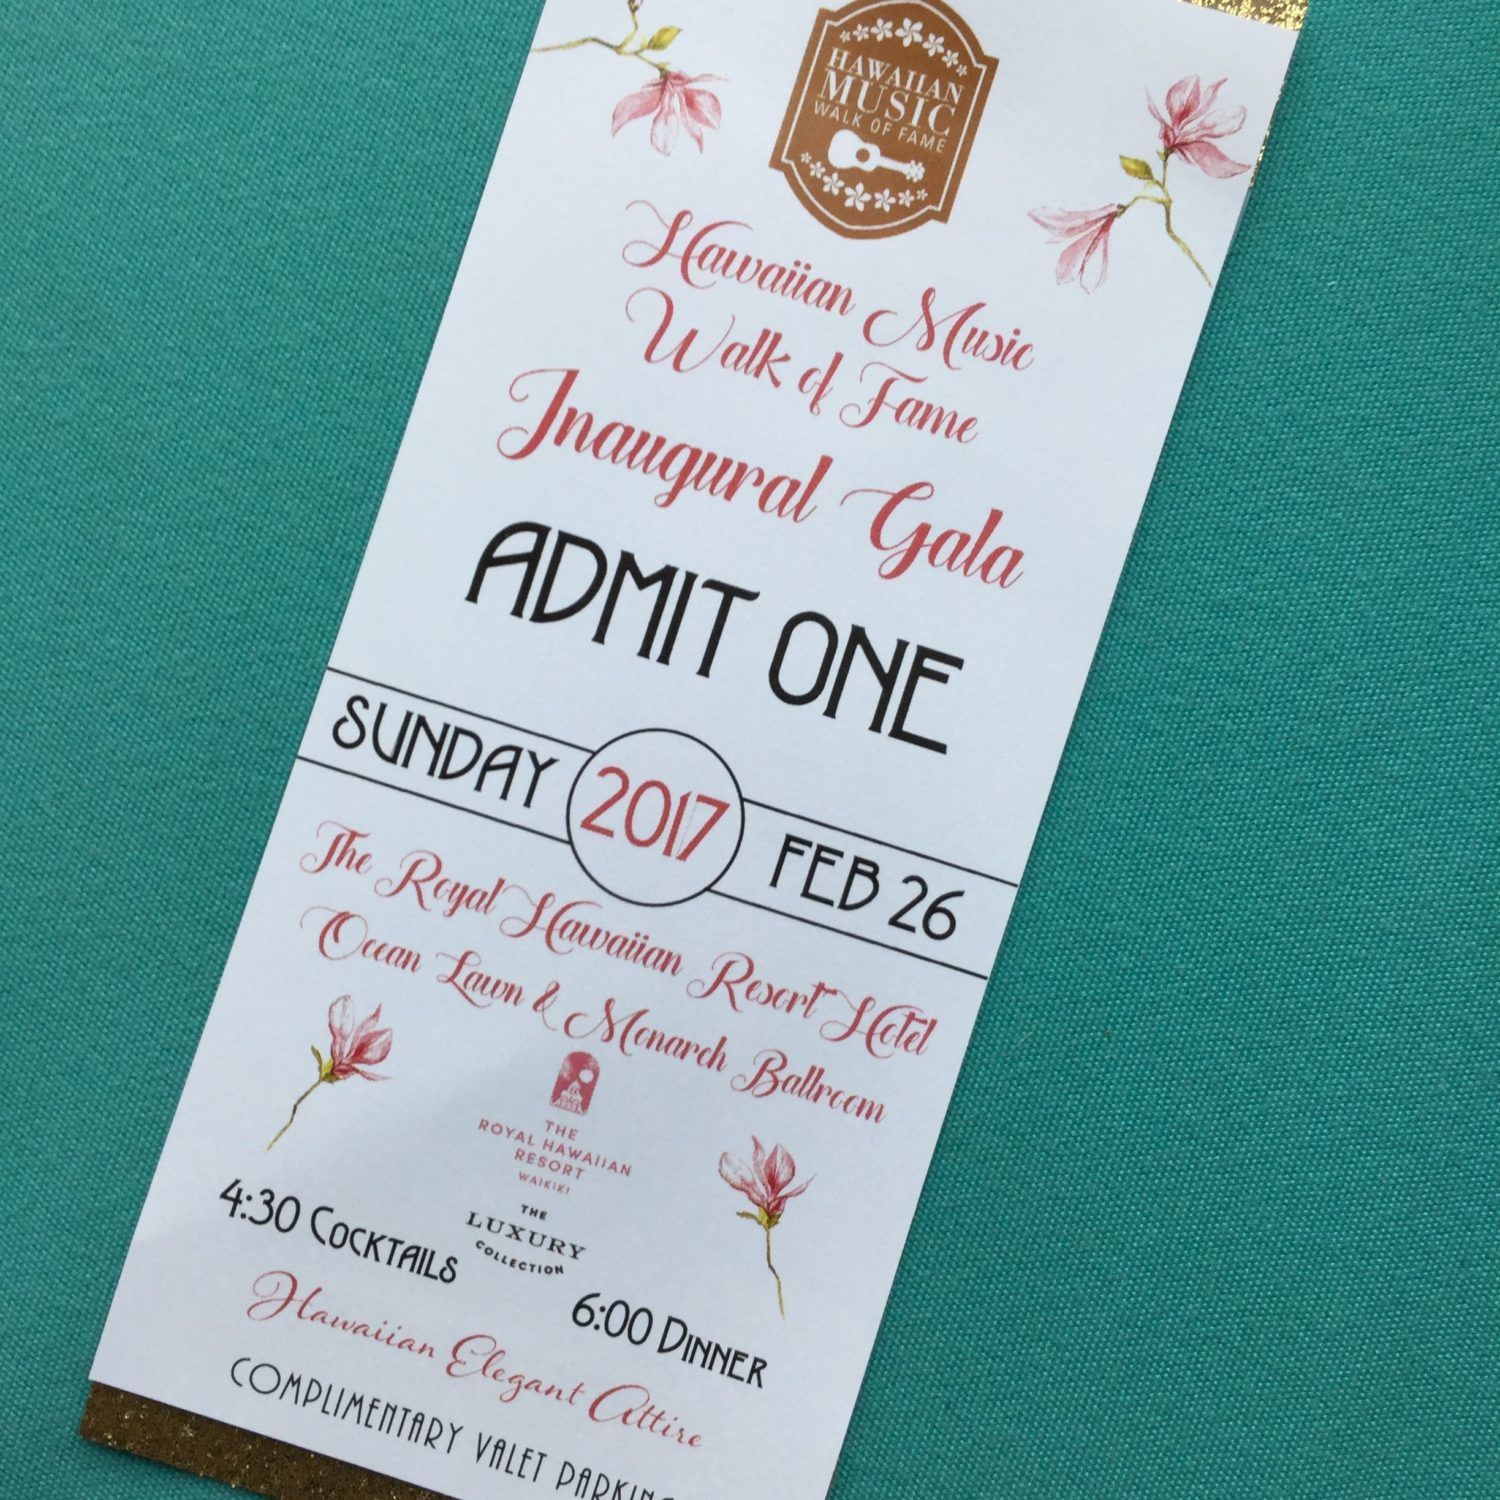 HAWAIIAN
MUSIC
WALK OF FAME
Hawaiian Music
Walk of Fame
Inaugural Gala
ADMIT ONE
SUNDAY 2017 FEB 26
The Royal Hawaiian Resort Hotel
Ocean Lawn & Monarch Ballroom
THE
ROYAL HAWAIIAN
RESORT
WAIKIKI
THE
LUXURY
COLLECTION
4:30 COCKTAILS
6:00 DINNER
Hawaiian Elegant Attire
COMPLIMENTARY VALET PARKING